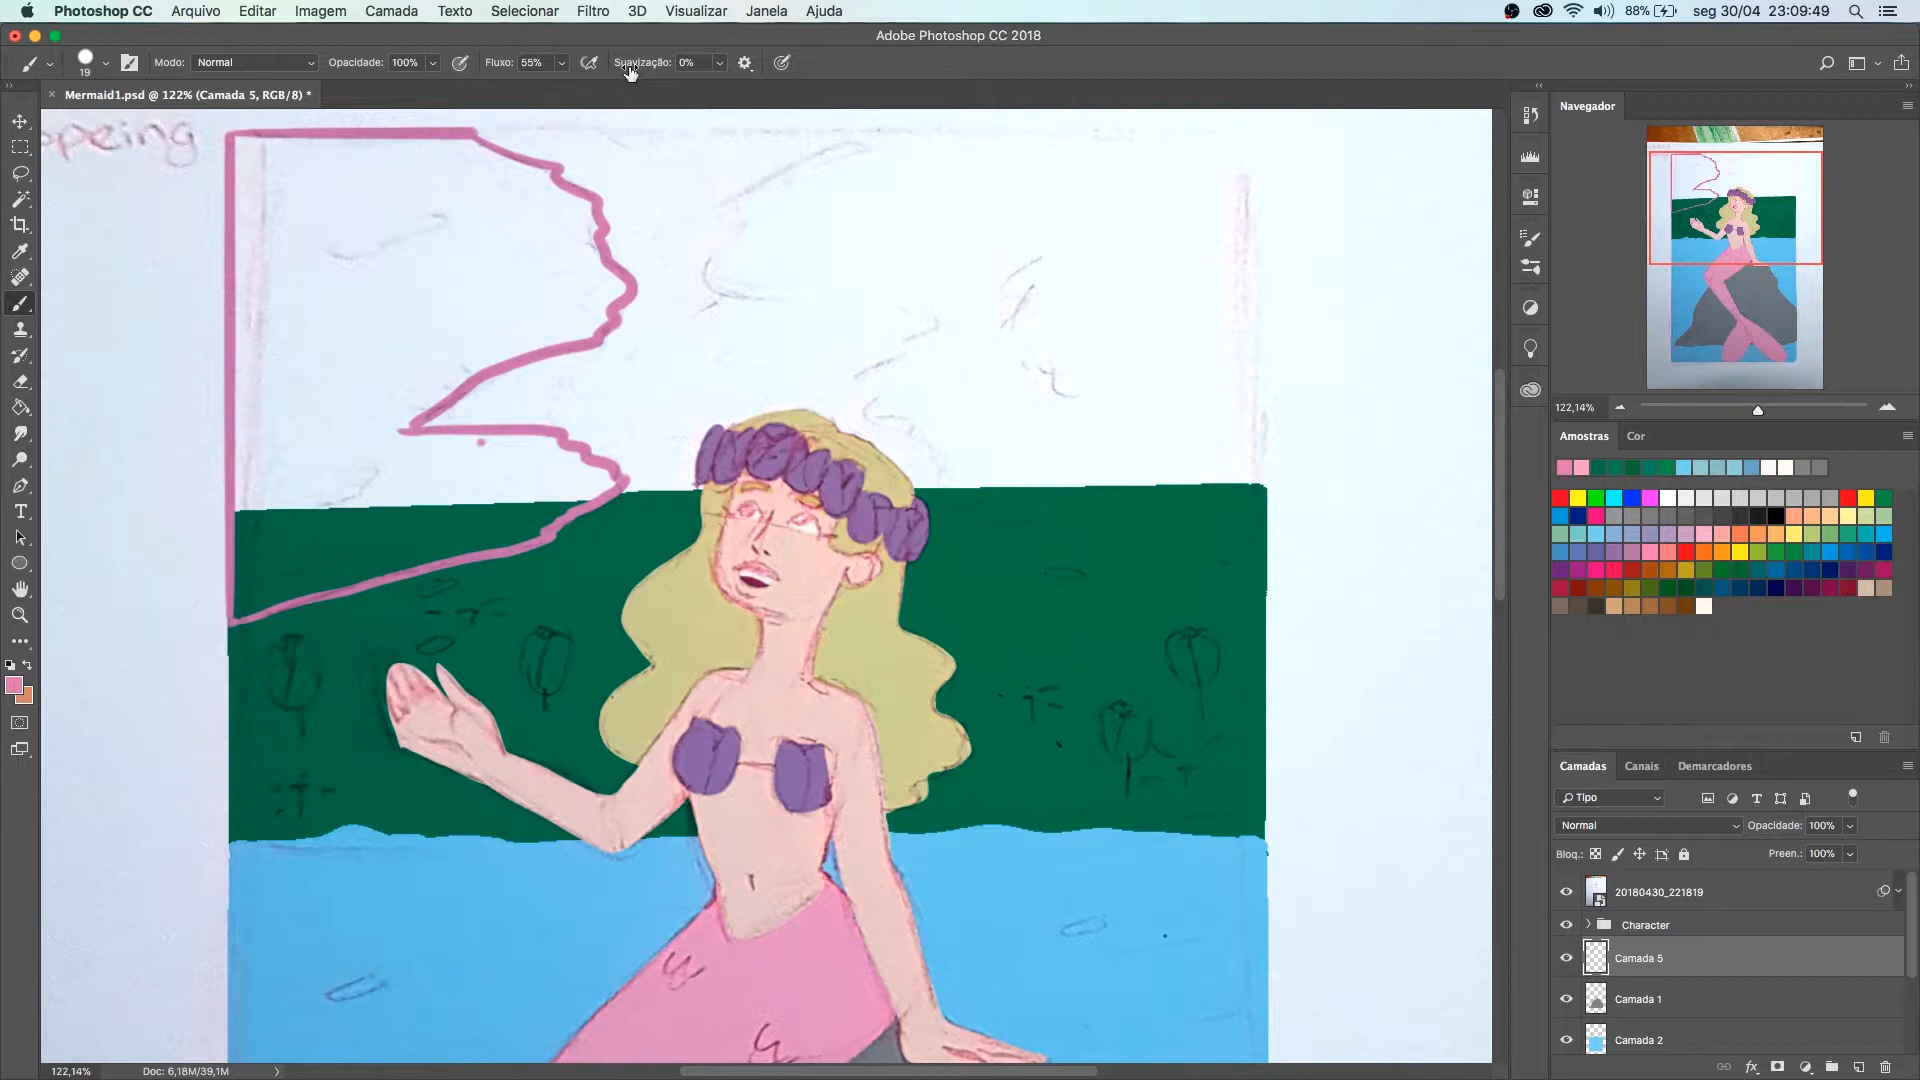 Photoshop CC Arquivo Editar Imagem Camada Texto Selecionar Filtro 3D Visualizar Janela Ajuda 88% seg 30/04 23:09:49
Adobe Photoshop CC 2018
19 Modo: Normal Opacidade: 100% Fluxo: 55% Suavização: 0%
Mermaid1.psd @ 122% (Camada 5, RGB/8) *
Navegador
122,14%
Amostras Cor
Camadas Canais Demarcadores
Tipo
Normal Opacidade: 100%
Bloq.: Preen.: 100%
20180430_221819
Character
Camada 5
Camada 1
Camada 2
122,14% Doc: 6,18M/39,1M